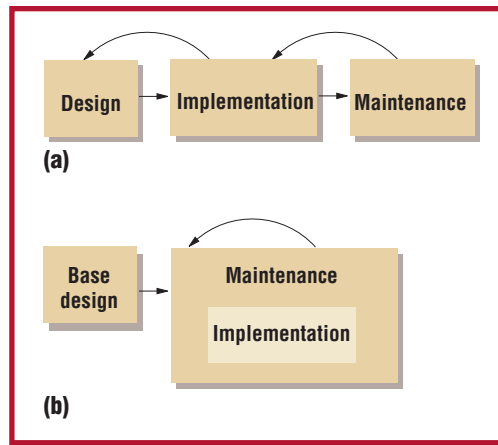 Design
Implementation
Maintenance
(a)
Base
design
Maintenance
Implementation
(b)